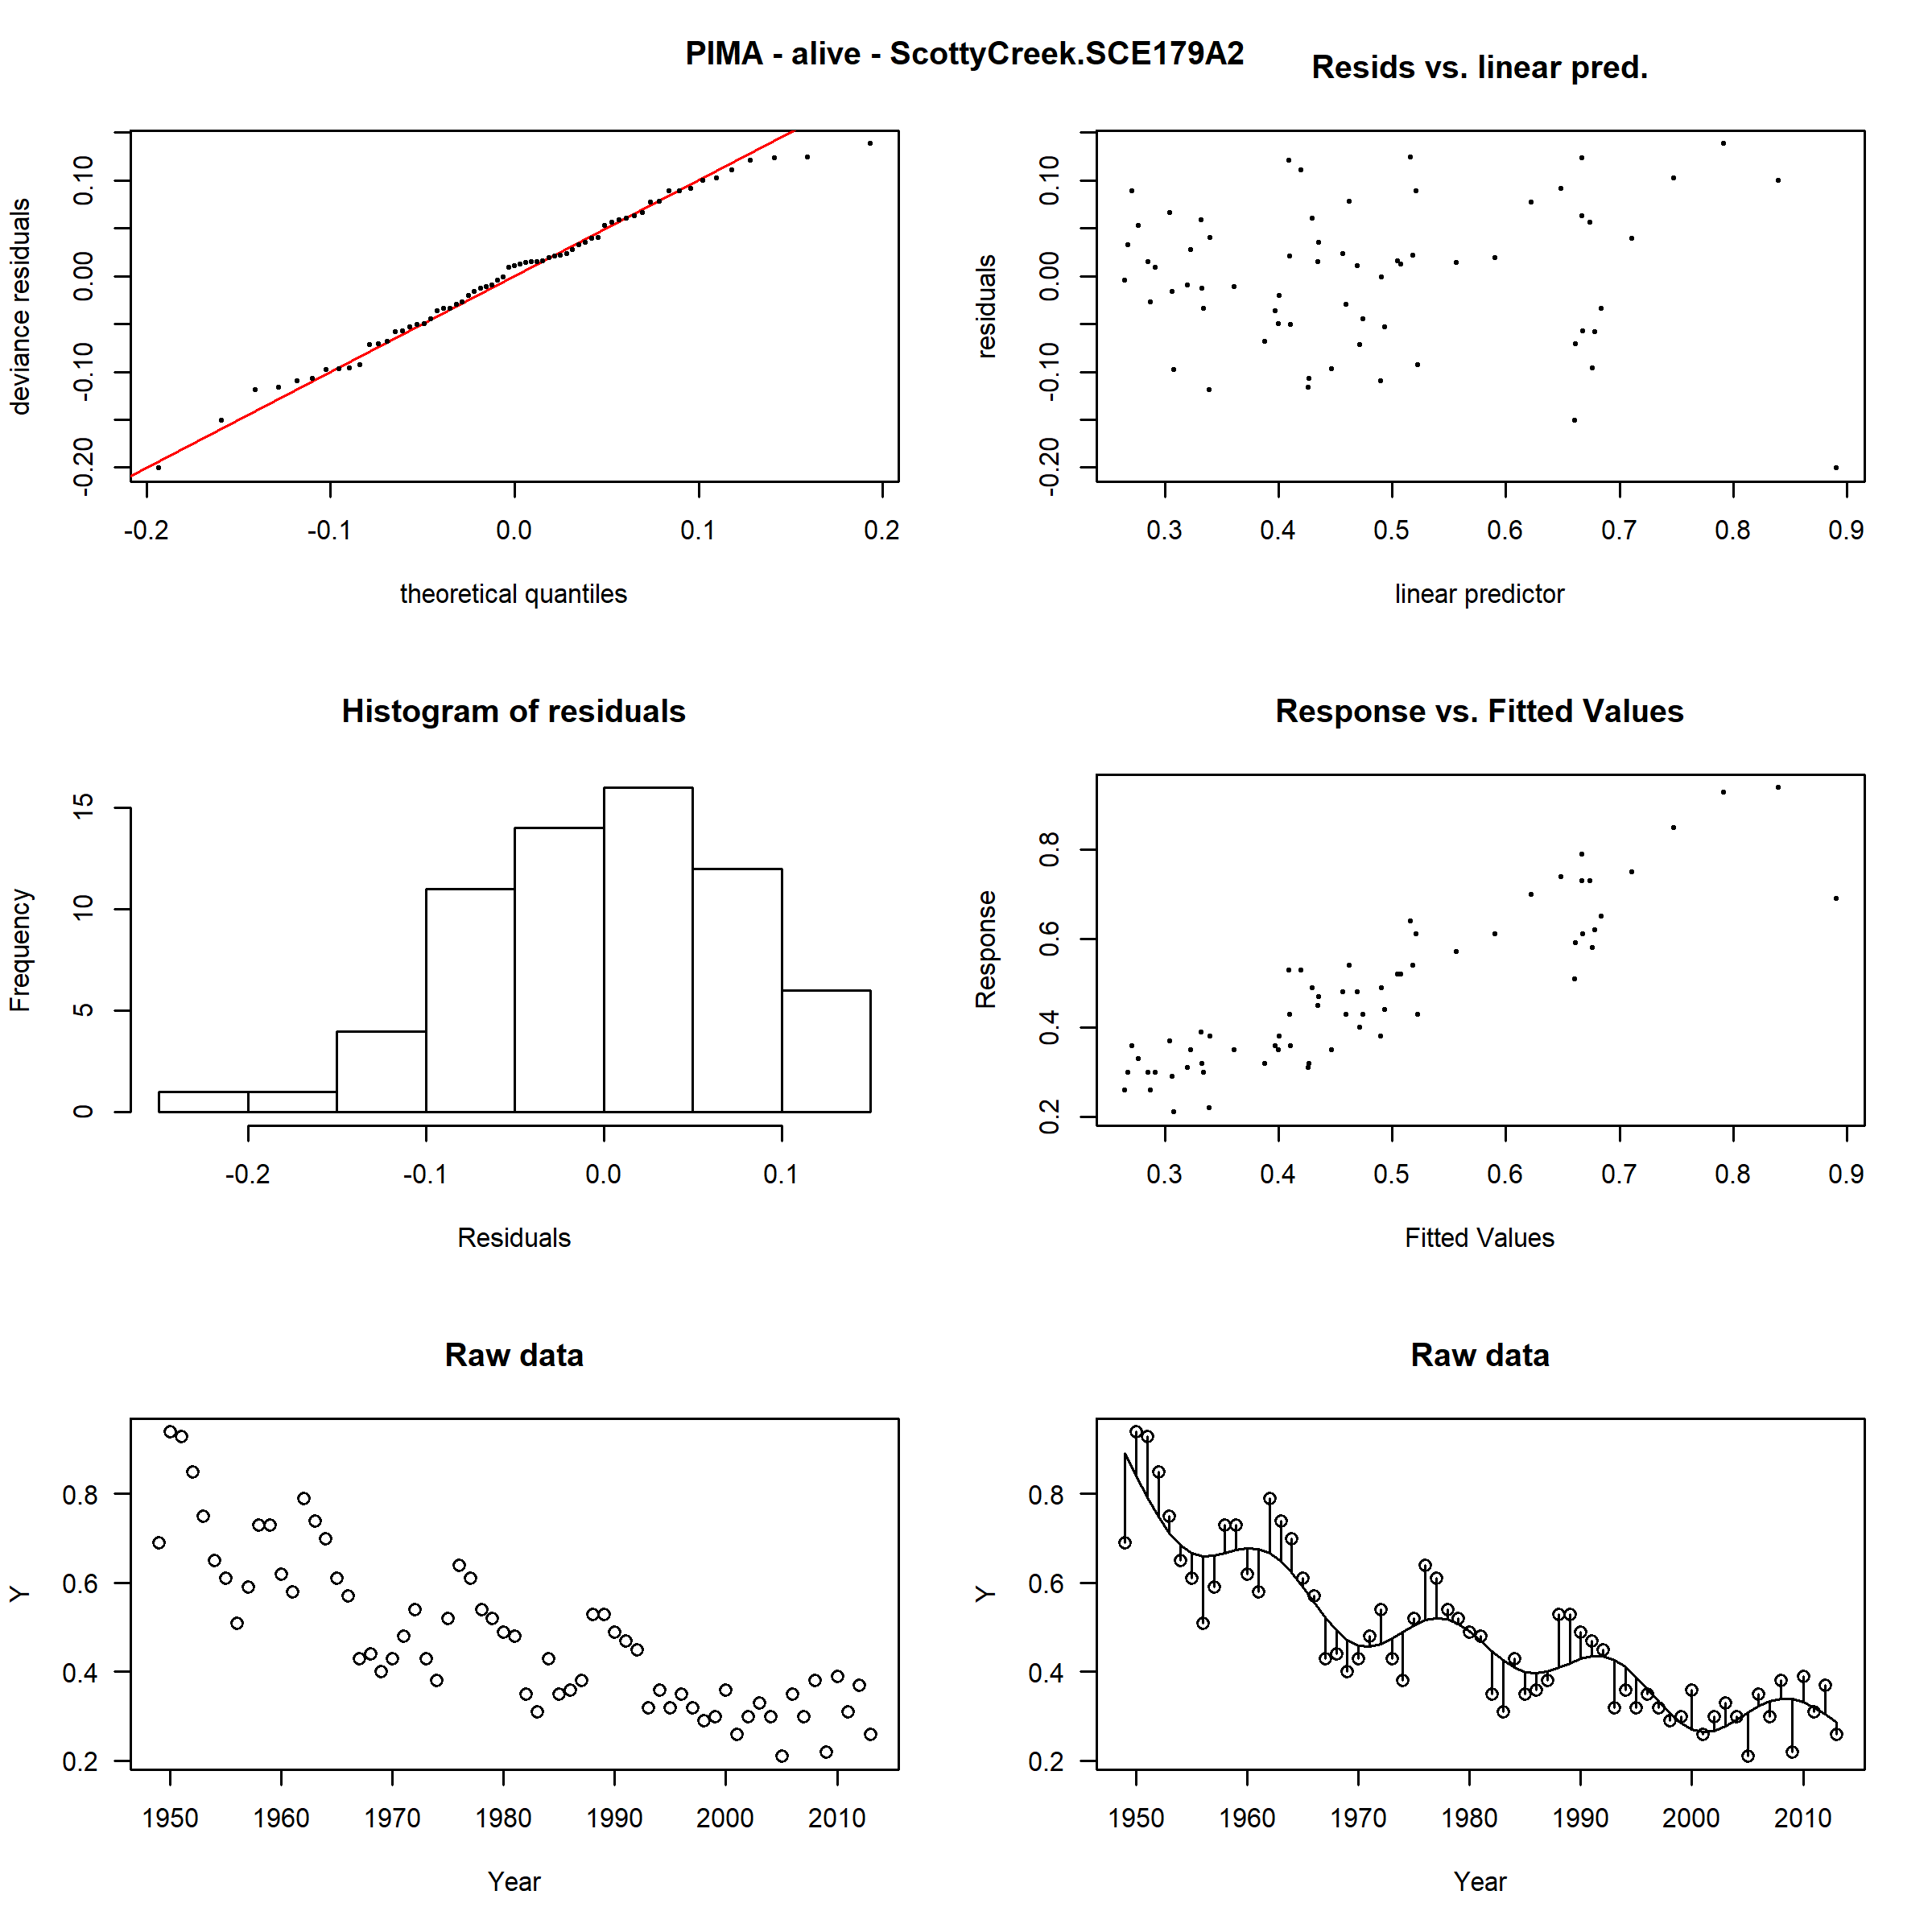 PIMA - alive - ScottyCreek.SCE179A2
Resids vs. linear pred.
deviance residuals
-0.20 -0.10 0.00 0.10
-0.2 -0.1 0.0 0.1 0.2
theoretical quantiles
residuals
-0.20 -0.10 0.00 0.10
0.3 0.4 0.5 0.6 0.7 0.8 0.9
linear predictor
Histogram of residuals
Frequency
0 5 10 15
-0.2 -0.1 0.0 0.1
Residuals
Response vs. Fitted Values
Response
0.2 0.4 0.6 0.8
0.3 0.4 0.5 0.6 0.7 0.8 0.9
Fitted Values
Raw data
Y
0.2 0.4 0.6 0.8
1950 1960 1970 1980 1990 2000 2010
Year
Raw data
Y
0.2 0.4 0.6 0.8
1950 1960 1970 1980 1990 2000 2010
Year